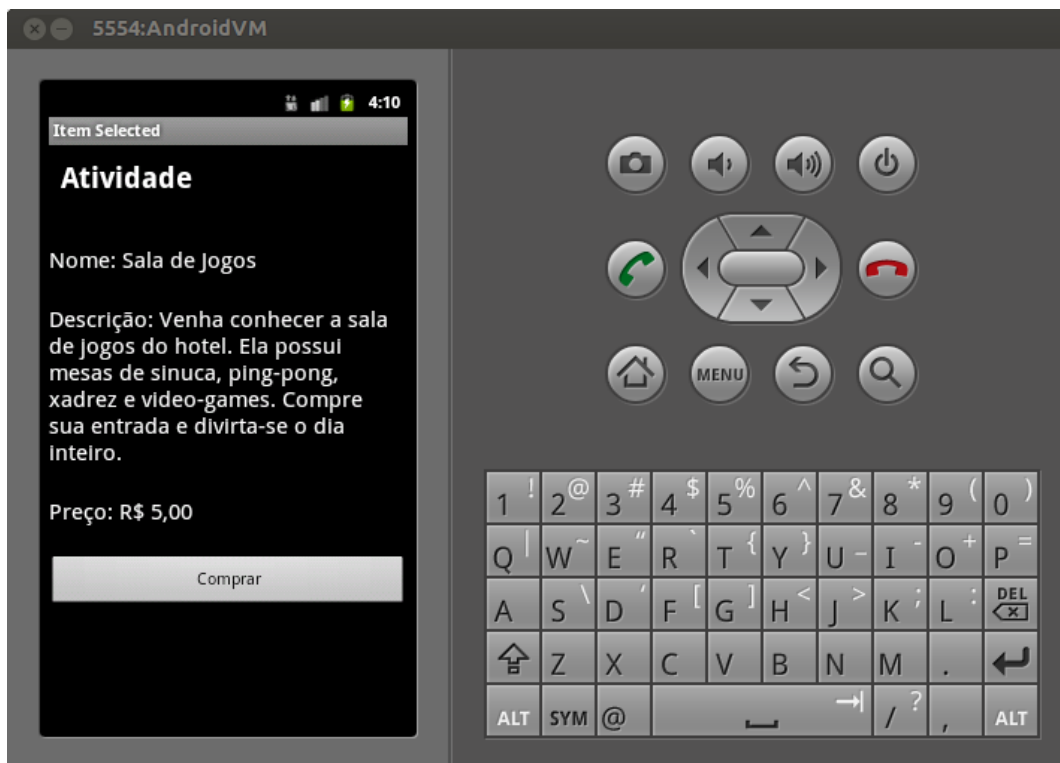 5554:AndroidVM
4:10
Item Selected
Atividade
Nome: Sala de Jogos
Descrição: Venha conhecer a sala
de jogos do hotel. Ela possui
mesas de sinuca, ping-pong,
xadrez e video-games. Compre
sua entrada e divirta-se o dia
inteiro.
Preço: R$ 5,00
Comprar
MENU
1 ! 2 @ 3 # 4 $ 5 % 6 ^ 7 & 8 * 9 ( 0 )
Q | W ~ E " R ` T { Y } U _ I - O + P =
A S \ D ' F [ G ] H < J > K ; L : DEL
Z X C V B N M .
ALT SYM @ / ? , ALT